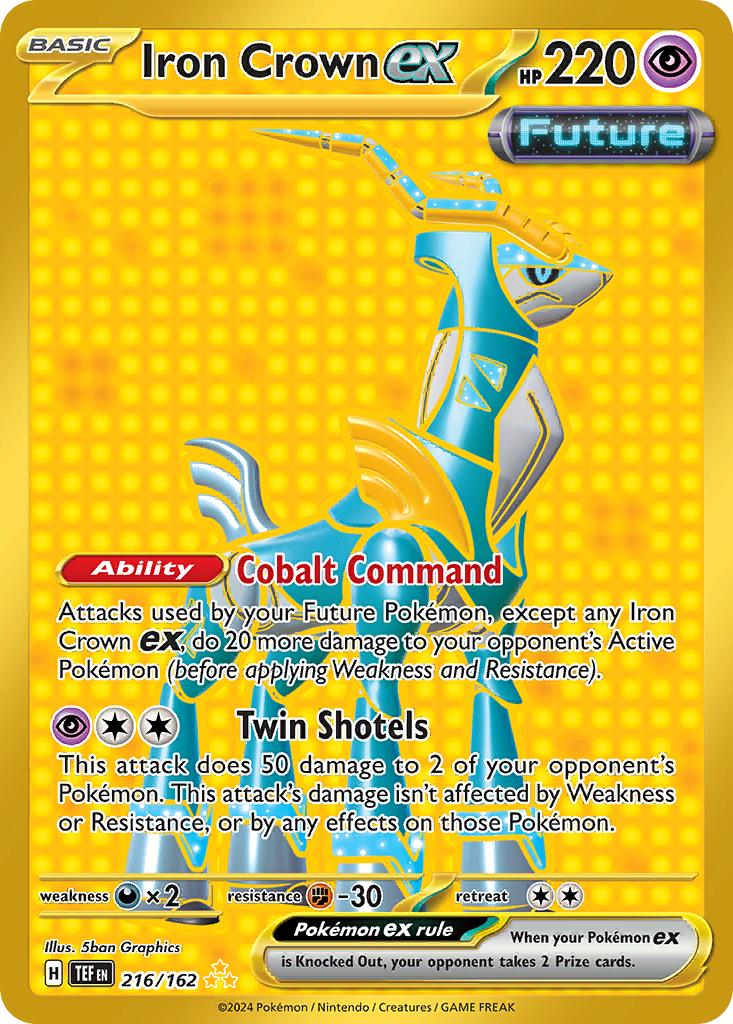 BASIC Iron Crown ex HP 220
Future
Ability Cobalt Command
Attacks used by your Future Pokémon, except any Iron
Crown ex, do 20 more damage to your opponent's Active
Pokémon (before applying Weakness and Resistance).
Twin Shotels
This attack does 50 damage to 2 of your opponent's
Pokémon. This attack's damage isn't affected by Weakness
or Resistance, or by any effects on those Pokémon.
weakness ×2 resistance -30 retreat
Pokémon ex rule When your Pokémon ex
is Knocked Out, your opponent takes 2 Prize cards.
Illus. 5ban Graphics
H TEF EN 216/162
©2024 Pokémon / Nintendo / Creatures / GAME FREAK